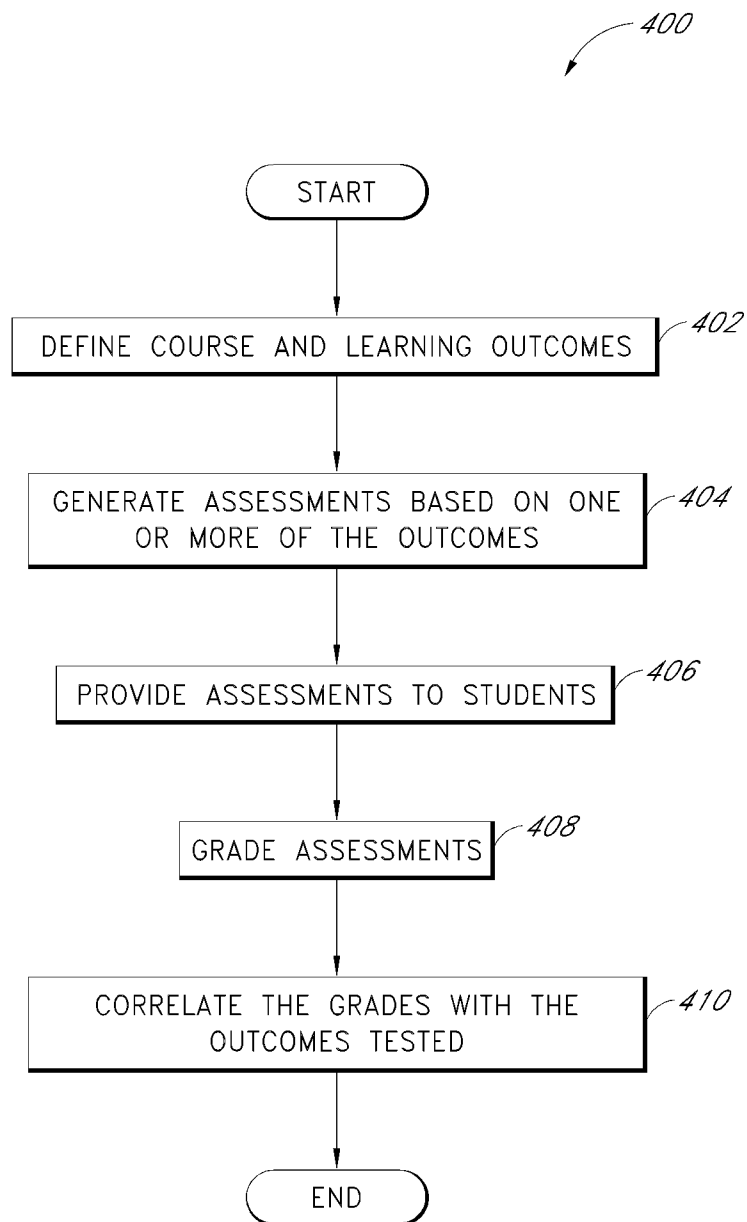 400
START
DEFINE COURSE AND LEARNING OUTCOMES
402
GENERATE ASSESSMENTS BASED ON ONE
OR MORE OF THE OUTCOMES
404
PROVIDE ASSESSMENTS TO STUDENTS
406
GRADE ASSESSMENTS
408
CORRELATE THE GRADES WITH THE
OUTCOMES TESTED
410
END